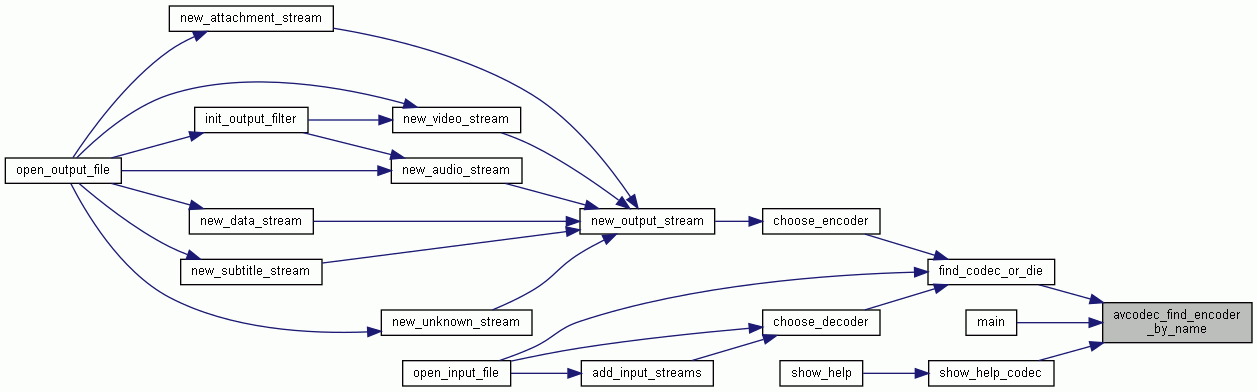 new_attachment_stream
init_output_filter
new_video_stream
open_output_file
new_audio_stream
new_data_stream
new_output_stream
choose_encoder
new_subtitle_stream
find_codec_or_die
new_unknown_stream
choose_decoder
main
avcodec_find_encoder
_by_name
open_input_file
add_input_streams
show_help
show_help_codec